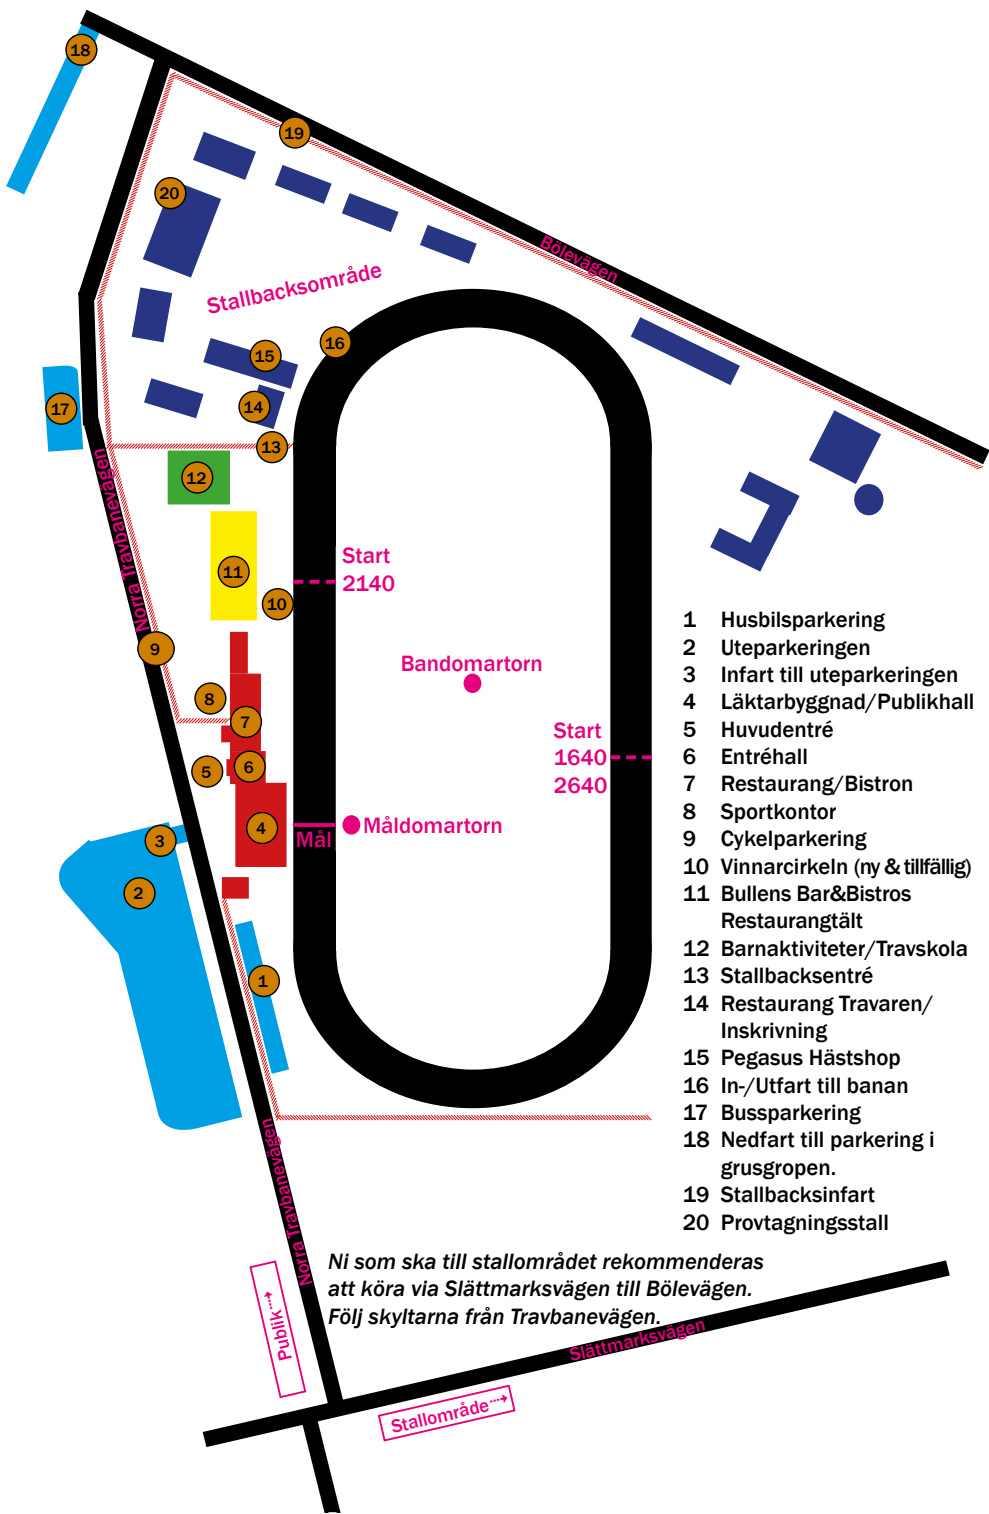 18
19
20
Bölevägen
Stallbacksområde
16
15
14
17
13
12
Norra Travbanevägen
11
Start
2140
10
9
Bandomartorn
8
7
Start
1640
2640
6
5
4
Mål
Måldomartorn
3
2
1
1 Husbilsparkering
2 Uteparkeringen
3 Infart till uteparkeringen
4 Läktarbyggnad/Publikhall
5 Huvudentré
6 Entréhall
7 Restaurang/Bistron
8 Sportkontor
9 Cykelparkering
10 Vinnarcirkeln (ny & tillfällig)
11 Bullens Bar&Bistros
Restaurangtält
12 Barnaktiviteter/Travskola
13 Stallbacksentré
14 Restaurang Travaren/
Inskrivning
15 Pegasus Hästshop
16 In-/Utfart till banan
17 Bussparkering
18 Nedfart till parkering i
grusgropen.
19 Stallbacksinfart
20 Provtagningsstall
Norra Travbanevägen
Ni som ska till stallområdet rekommenderas
att köra via Slättmarksvägen till Bölevägen.
Följ skyltarna från Travbanevägen.
Publik
Slättmarksvägen
Stallområde